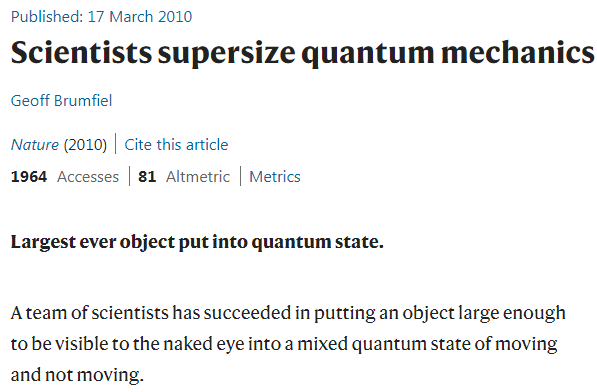 Published: 17 March 2010
Scientists supersize quantum mechanics
Geoff Brumfiel
Nature (2010) | Cite this article
1964 Accesses | 81 Altmetric | Metrics
Largest ever object put into quantum state.
A team of scientists has succeeded in putting an object large enough
to be visible to the naked eye into a mixed quantum state of moving
and not moving.